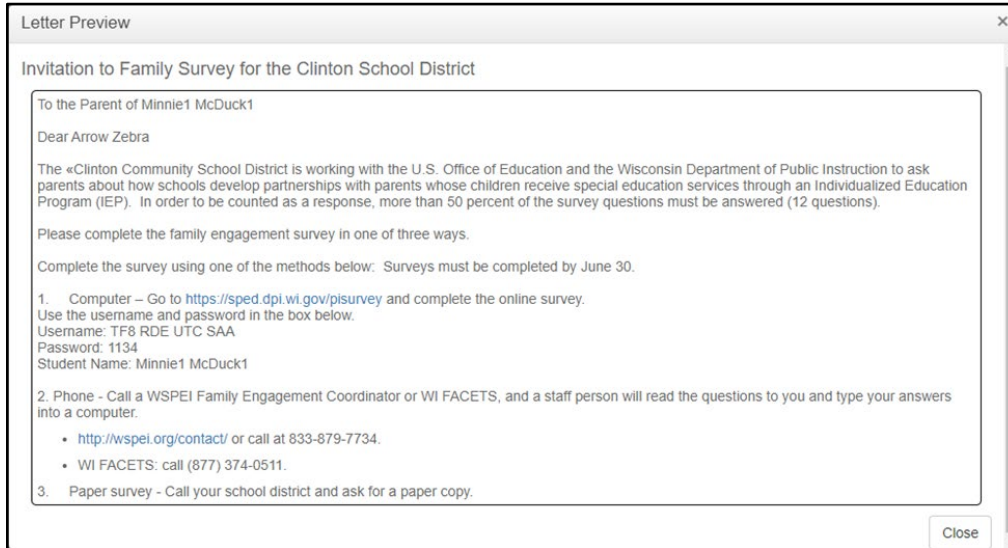 Letter Preview
×
Invitation to Family Survey for the Clinton School District
To the Parent of Minnie1 McDuck1
Dear Arrow Zebra
The «Clinton Community School District is working with the U.S. Office of Education and the Wisconsin Department of Public Instruction to ask
parents about how schools develop partnerships with parents whose children receive special education services through an Individualized Education
Program (IEP).  In order to be counted as a response, more than 50 percent of the survey questions must be answered (12 questions).
Please complete the family engagement survey in one of three ways.
Complete the survey using one of the methods below:  Surveys must be completed by June 30.
1.    Computer – Go to https://sped.dpi.wi.gov/pisurvey and complete the online survey.
Use the username and password in the box below.
Username: TF8 RDE UTC SAA
Password: 1134
Student Name: Minnie1 McDuck1
2. Phone - Call a WSPEI Family Engagement Coordinator or WI FACETS, and a staff person will read the questions to you and type your answers
into a computer.
• http://wspei.org/contact/ or call at 833-879-7734.
• WI FACETS: call (877) 374-0511.
3.    Paper survey - Call your school district and ask for a paper copy.
Close